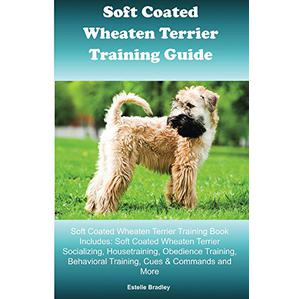 Soft Coated
Wheaten Terrier
Training Guide
Soft Coated Wheaten Terrier Training Book
Includes: Soft Coated Wheaten Terrier
Socializing, Housetraining, Obedience Training,
Behavioral Training, Cues & Commands and
More
Estelle Bradley